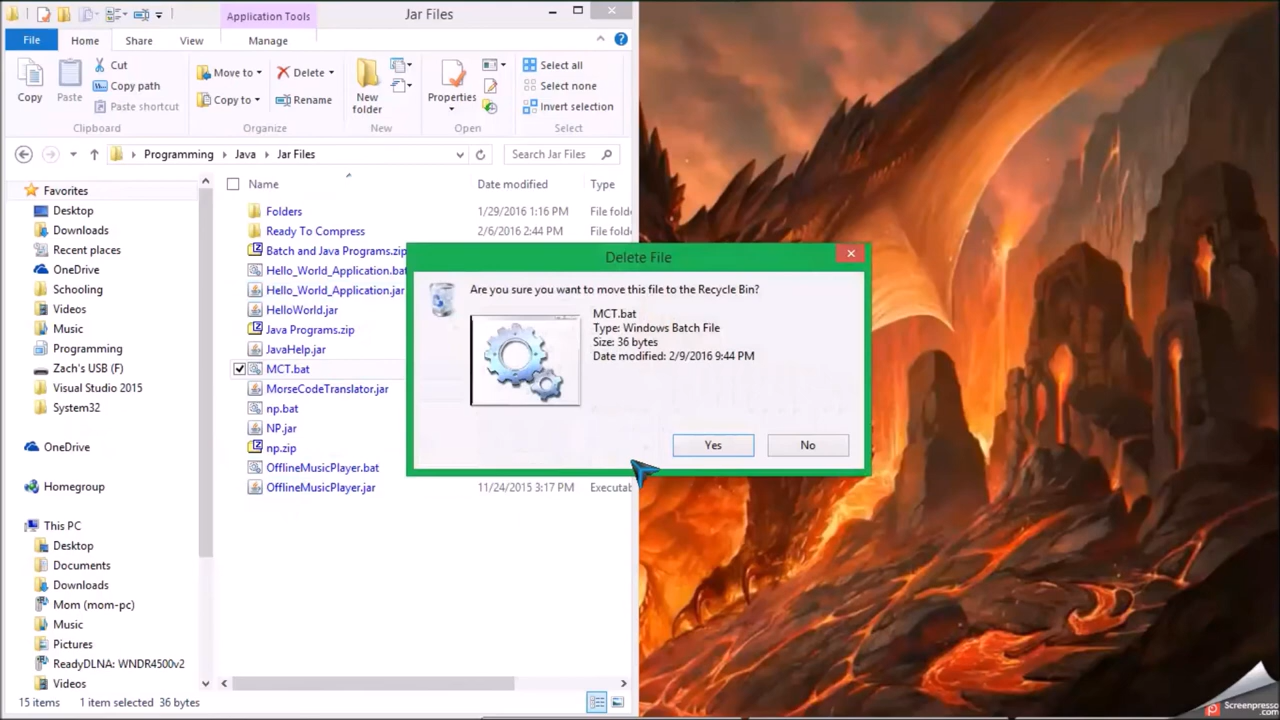 Application Tools
Jar Files
File
Home
Share
View
Manage
Copy
Paste
Cut
Copy path
Paste shortcut
Clipboard
Move to
Copy to
Delete
Rename
Organize
New
folder
New
Properties
Open
Select all
Select none
Invert selection
Select
Programming
Java
Jar Files
Search Jar Files
Favorites
Desktop
Downloads
Recent places
OneDrive
Schooling
Videos
Music
Programming
Zach's USB (F)
Visual Studio 2015
System32
OneDrive
Homegroup
This PC
Desktop
Documents
Downloads
Mom (mom-pc)
Music
Pictures
ReadyDLNA: WNDR4500v2
Videos
Name Date modified Type
Folders 1/29/2016 1:16 PM File folde
Ready To Compress 2/6/2016 2:44 PM File folde
Batch and Java Programs.zip
Hello_World_Application.bat
Hello_World_Application.jar
HelloWorld.jar
Java Programs.zip
JavaHelp.jar
MCT.bat
MorseCodeTranslator.jar
np.bat
NP.jar
np.zip
OfflineMusicPlayer.bat
OfflineMusicPlayer.jar 11/24/2015 3:17 PM Executab
Delete File
Are you sure you want to move this file to the Recycle Bin?
MCT.bat
Type: Windows Batch File
Size: 36 bytes
Date modified: 2/9/2016 9:44 PM
Yes
No
15 items 1 item selected 36 bytes
Screenpresso
.com